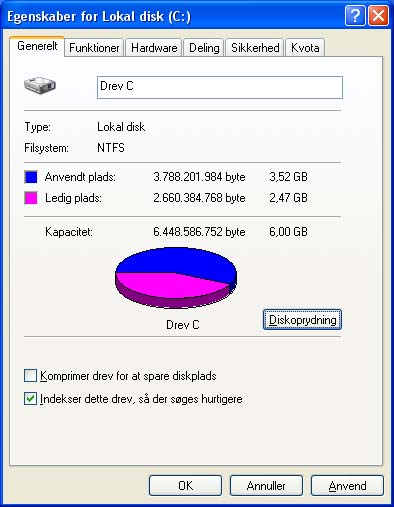 Egenskaber for Lokal disk (C:)
Generelt Funktioner Hardware Deling Sikkerhed Kvota
Drev C
Type: Lokal disk
Filsystem: NTFS
Anvendt plads: 3.788.201.984 byte 3,52 GB
Ledig plads: 2.660.384.768 byte 2,47 GB
Kapacitet: 6.448.586.752 byte 6,00 GB
Drev C
Diskoprydning
Komprimer drev for at spare diskplads
Indekser dette drev, så der søges hurtigere
OK Annuller Anvend